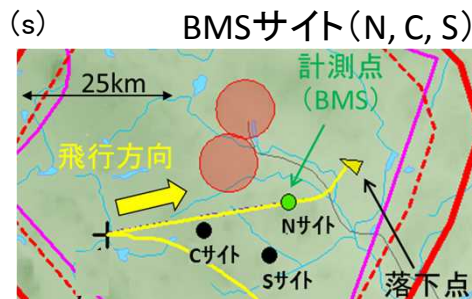 (s)
BMSサイト(N, C, S)
25km
計測点
(BMS)
飛行方向
Nサイト
Cサイト
Sサイト
落下点